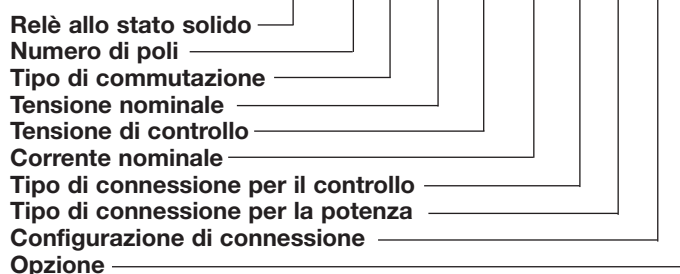 Relè allo stato solido
Numero di poli
Tipo di commutazione
Tensione nominale
Tensione di controllo
Corrente nominale
Tipo di connessione per il controllo
Tipo di connessione per la potenza
Configurazione di connessione
Opzione